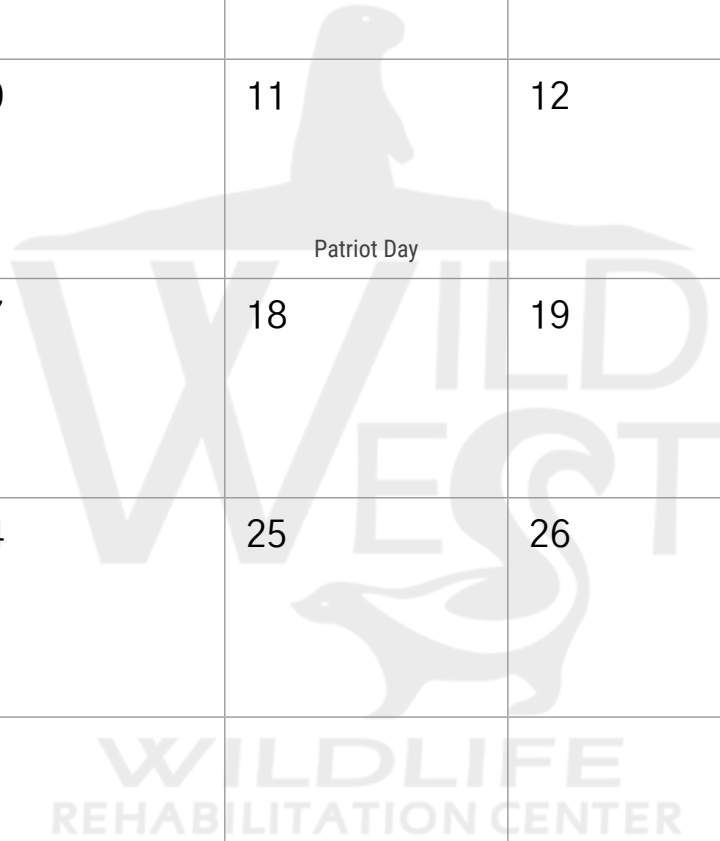 11 12
Patriot Day
18 19
25 26
WILD
WEST
WILDLIFE
REHABILITATION CENTER